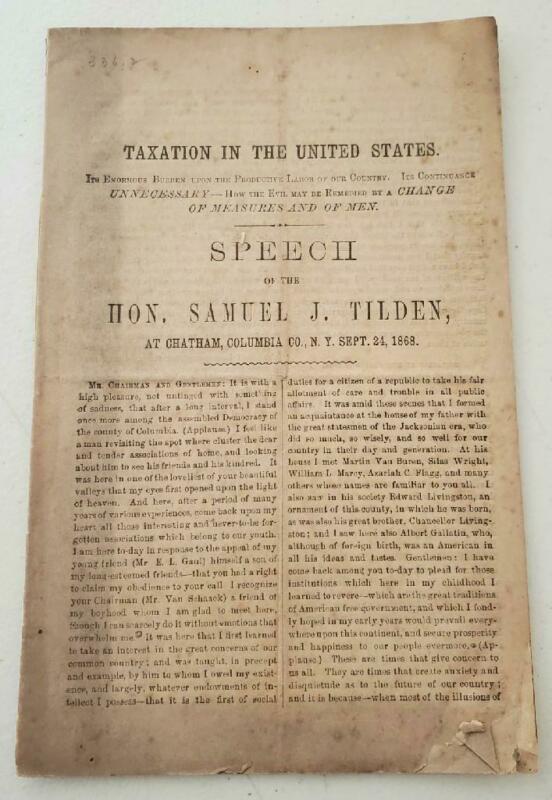 336.2
TAXATION IN THE UNITED STATES.
ITS ENORMOUS BURDEN UPON THE PRODUCTIVE LABOR OF OUR COUNTRY. ITS CONTINUANCE
UNNECESSARY—HOW THE EVIL MAY BE REMEDIED BY A CHANGE
OF MEASURES AND OF MEN.
SPEECH
OF THE
HON. SAMUEL J. TILDEN,
AT CHATHAM, COLUMBIA CO., N. Y. SEPT. 24, 1868.
MR. CHAIRMAN AND GENTLEMEN: It is with a
high pleasure, not untinged with something
of sadness, that after a long interval, I stand
once more among the assembled Democracy of
the county of Columbia. (Applause) I feel like
a man revisiting the spot where cluster the dear
and tender associations of home, and looking
about him to see his friends and his kindred. It
was here in one of the loveliest of your beautiful
valleys that my eyes first opened upon the light
of heaven. And here, after a period of many
years of various experiences, come back upon my
heart all those interesting and never-to-be for-
gotten associations which belong to our youth.
I am here to-day in response to the appeal of my
young friend (Mr. E. L. Gaul) himself a son of
my long-esteemed friends—that you had a right
to claim my obedience to your call I recognize
your Chairman (Mr. Van Schaack) a friend of
my boyhood whom I am glad to meet here,
though I can scarcely do it without emotions that
overwhelm me. It was here that I first learned
to take an interest in the great concerns of our
common country; and was taught, in precept
and example, by him to whom I owed my exist-
ence, and largely, whatever endowments of in-
tellect I possess—that it is the first of social
duties for a citizen of a republic to take his fair
allotment of care and trouble in all public
affairs. It was amid these scenes that I formed
an acquaintance at the house of my father with
the great statesmen of the Jacksonian era, who
did so much, so wisely, and so well for our
country in their day and generation. At his
house I met Martin Van Buren, Silas Wright,
William L. Marcy, Azariah C. Flagg, and many
others whose names are familiar to you all. I
also saw in his society Edward Livingston, an
ornament of this county, in which he was born,
as was also his great brother, Chancellor Living-
ston; and I saw here also Albert Gallatin, who,
although of foreign birth, was an American in
all his ideas and tastes. Gentlemen: I have
come back among you to-day to plead for those
institutions which here in my childhood I
learned to revere—which are the great traditions
of American free government, and which I fond-
ly hoped in my early years would prevail every-
where upon this continent, and secure prosperity
and happiness to our people evermore. (Ap-
plause.) These are times that give concern to
us all. They are times that create anxiety and
disquietude as to the future of our country;
and it is because—when most of the illusions of